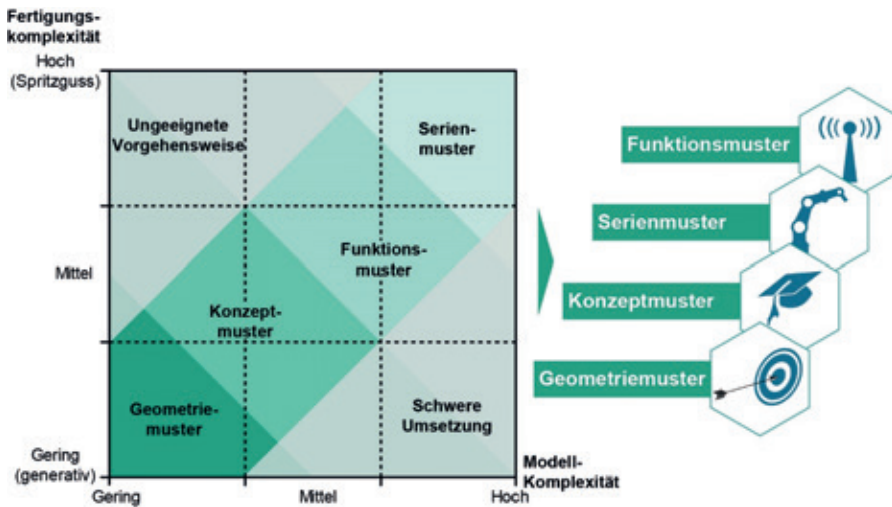 Fertigungs-
komplexität
Hoch
(Spritzguss)
Mittel
Gering
(generativ)
Ungeeignete
Vorgehensweise
Serien-
muster
Funktions-
muster
Konzept-
muster
Geometrie-
muster
Schwere
Umsetzung
Gering
Mittel
Hoch
Modell-
Komplexität
Funktionsmuster
Serienmuster
Konzeptmuster
Geometriemuster